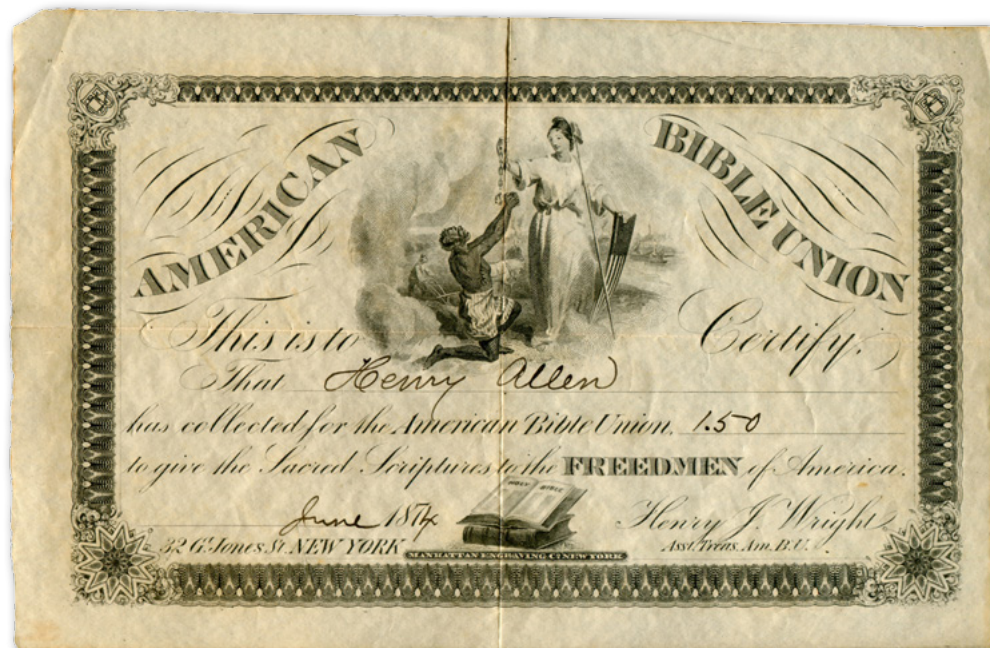 AMERICAN BIBLE UNION
This is to Certify.
That Henry Allen
has collected for the American Bible Union, 1.50
to give the Sacred Scriptures to the FREEDMEN of America.
HOLY BIBLE
June 1874 Henry J. Wright
32 Gt. Jones St. NEW YORK MANHATTAN ENGRAVING Co. NEW YORK Asst. Treas. Am. B.U.